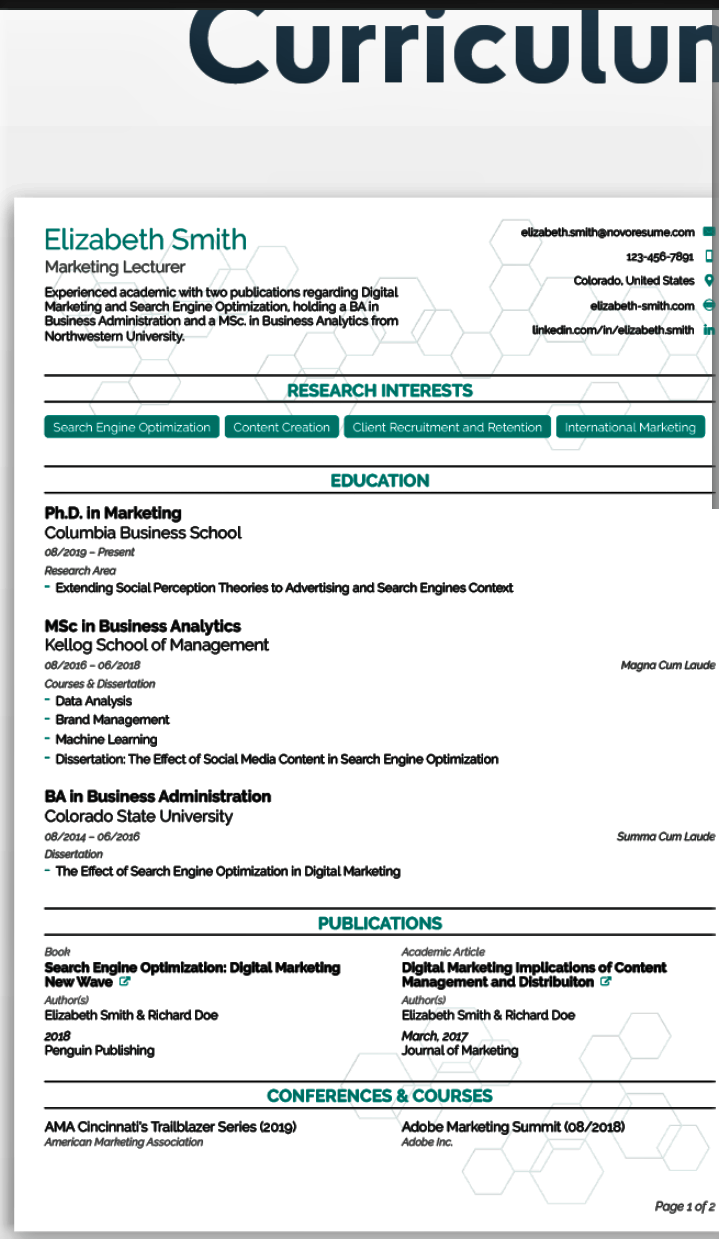 Elizabeth Smith
Marketing Lecturer
Experienced academic with two publications regarding Digital
Marketing and Search Engine Optimization, holding a BA in
Business Administration and a MSc. in Business Analytics from
Northwestern University.
elizabeth.smith@novoresume.com
123-456-7891
Colorado, United States
elizabeth-smith.com
linkedin.com/in/elizabeth.smith
RESEARCH INTERESTS
Search Engine Optimization Content Creation Client Recruitment and Retention International Marketing
EDUCATION
Ph.D. in Marketing
Columbia Business School
08/2019 – Present
Research Area
- Extending Social Perception Theories to Advertising and Search Engines Context
MSc in Business Analytics
Kellog School of Management
08/2016 – 06/2018 Magna Cum Laude
Courses & Dissertation
- Data Analysis
- Brand Management
- Machine Learning
- Dissertation: The Effect of Social Media Content in Search Engine Optimization
BA in Business Administration
Colorado State University
08/2014 – 06/2016 Summa Cum Laude
Dissertation
- The Effect of Search Engine Optimization in Digital Marketing
PUBLICATIONS
Book
Search Engine Optimization: Digital Marketing
New Wave
Author(s)
Elizabeth Smith & Richard Doe
2018
Penguin Publishing
Academic Article
Digital Marketing Implications of Content
Management and Distribuiton
Author(s)
Elizabeth Smith & Richard Doe
March, 2017
Journal of Marketing
CONFERENCES & COURSES
AMA Cincinnati's Trailblazer Series (2019)
American Marketing Association
Adobe Marketing Summit (08/2018)
Adobe Inc.
Page 1 of 2